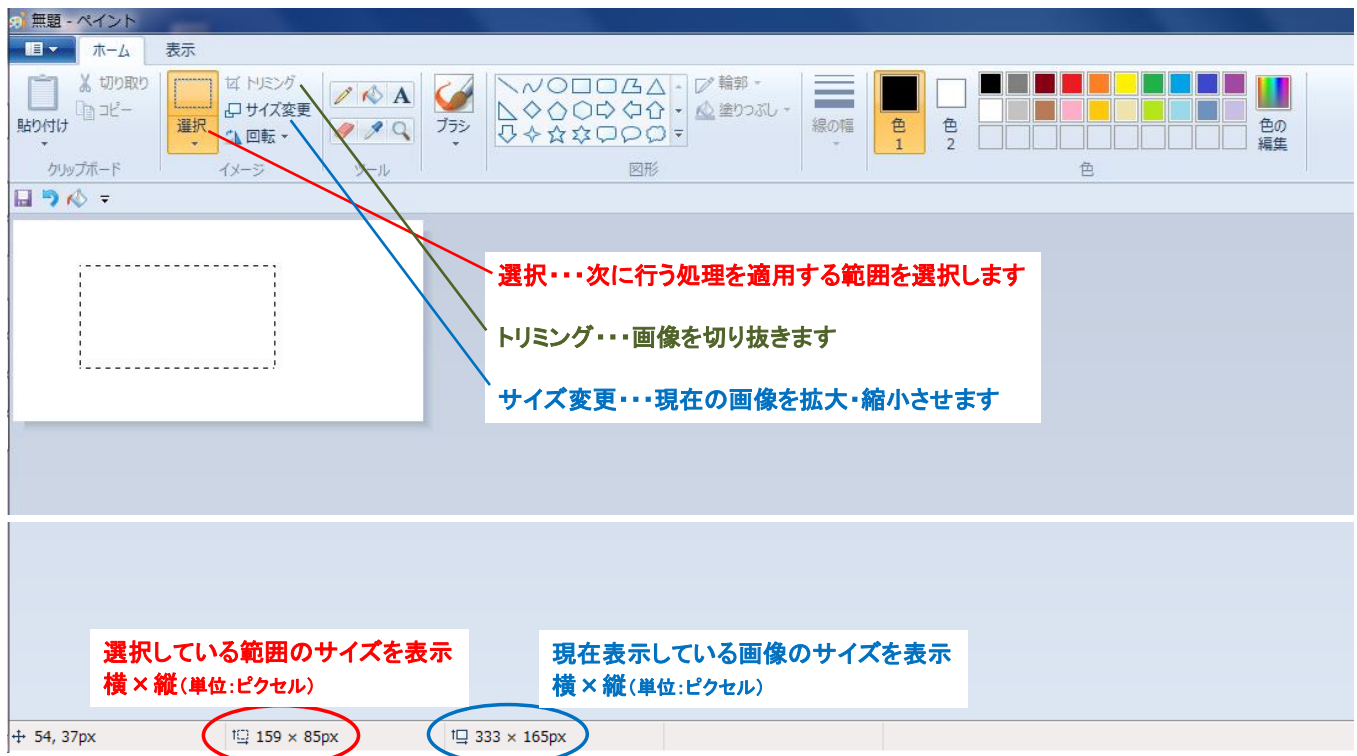 無題 - ペイント
ホーム 表示
貼り付け
切り取り
コピー
クリップボード
選択
トリミング
サイズ変更
回転
イメージ
A
ツール
ブラシ
輪郭
塗りつぶし
図形
線の幅
色
1
色
2
色の
編集
色
選択・・・次に行う処理を適用する範囲を選択します
トリミング・・・画像を切り抜きます
サイズ変更・・・現在の画像を拡大・縮小させます
選択している範囲のサイズを表示
横×縦（単位：ピクセル）
現在表示している画像のサイズを表示
横×縦（単位：ピクセル）
54, 37px
159 × 85px
333 × 165px